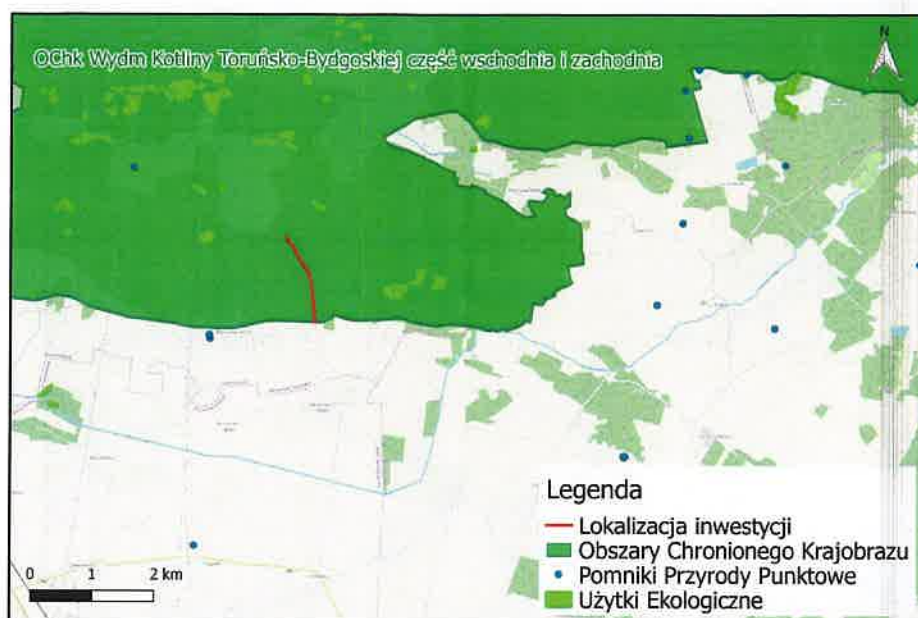 N
OChk Wydm Kotliny Toruńsko-Bydgoskiej część wschodnia i zachodnia
Legenda
Lokalizacja inwestycji
Obszary Chronionego Krajobrazu
Pomniki Przyrody Punktowe
Użytki Ekologiczne
0 1 2 km